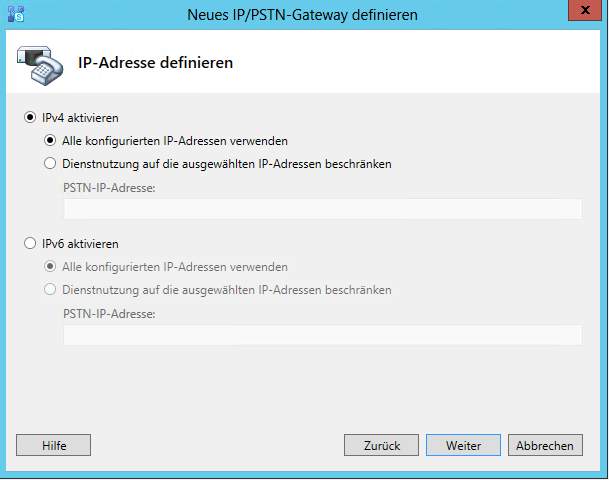 Neues IP/PSTN-Gateway definieren
x
IP-Adresse definieren
IPv4 aktivieren
Alle konfigurierten IP-Adressen verwenden
Dienstnutzung auf die ausgewählten IP-Adressen beschränken
PSTN-IP-Adresse:
IPv6 aktivieren
Alle konfigurierten IP-Adressen verwenden
Dienstnutzung auf die ausgewählten IP-Adressen beschränken
PSTN-IP-Adresse:
Hilfe Zurück Weiter Abbrechen